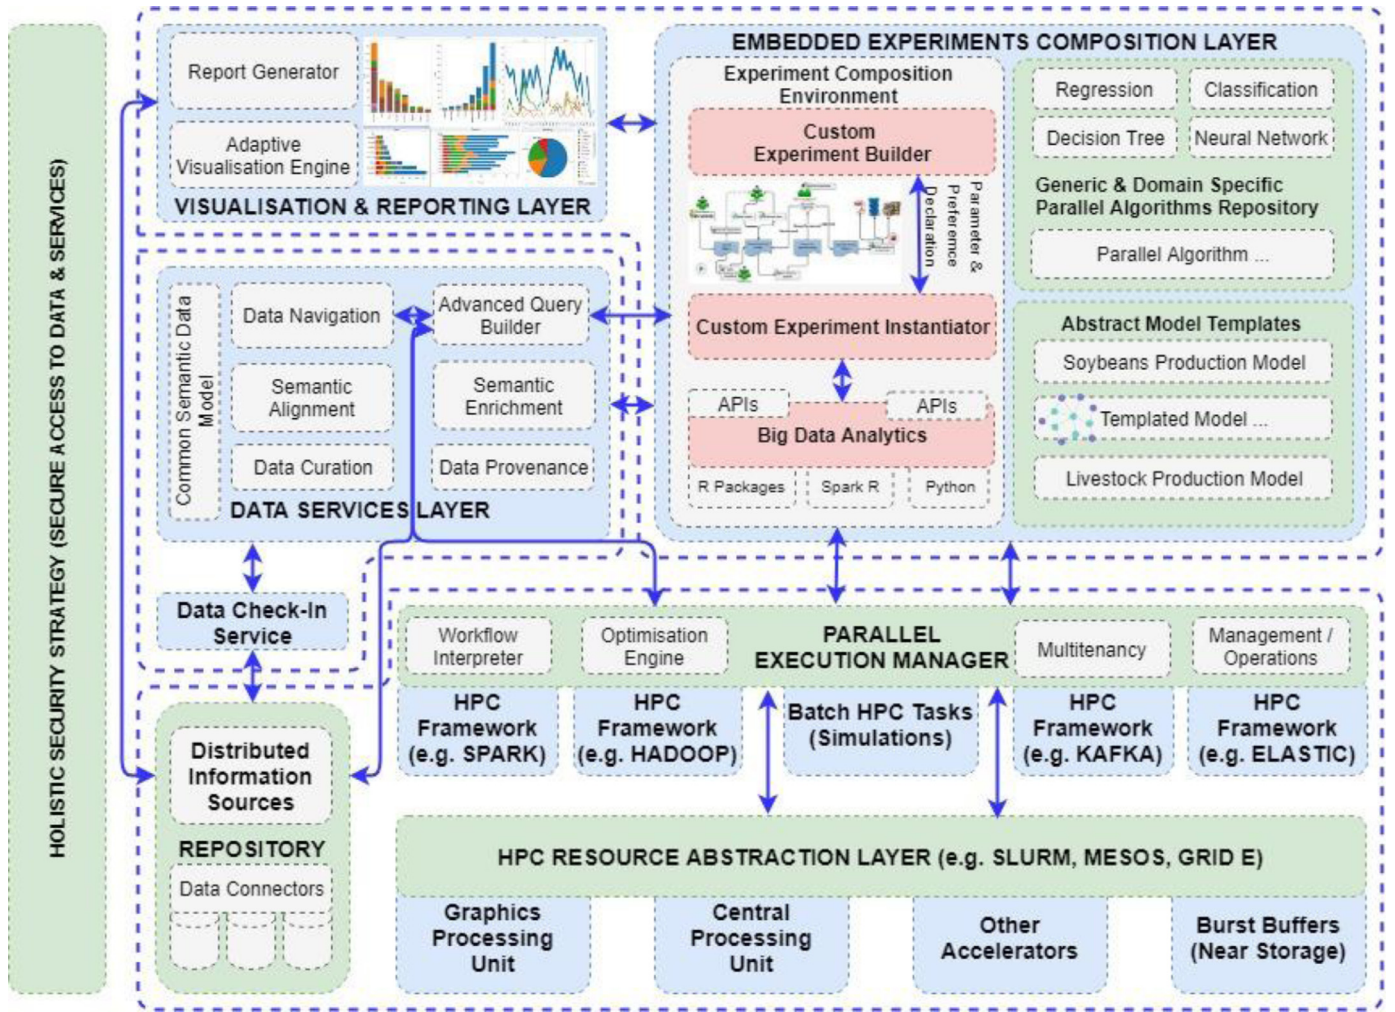 HOLISTIC SECURITY STRATEGY (SECURE ACCESS TO DATA & SERVICES)
Report Generator
Adaptive
Visualisation Engine
VISUALISATION & REPORTING LAYER
EMBEDDED EXPERIMENTS COMPOSITION LAYER
Experiment Composition
Environment
Custom
Experiment Builder
Parameter &
Preference
Declaration
Custom Experiment Instantiator
APIs
APIs
Big Data Analytics
R Packages
Spark R
Python
Regression
Classification
Decision Tree
Neural Network
Generic & Domain Specific
Parallel Algorithms Repository
Parallel Algorithm ...
Abstract Model Templates
Soybeans Production Model
Templated Model ...
Livestock Production Model
Common Semantic Data
Model
Data Navigation
Advanced Query
Builder
Semantic
Alignment
Semantic
Enrichment
Data Curation
Data Provenance
DATA SERVICES LAYER
Data Check-In
Service
Workflow
Interpreter
Optimisation
Engine
PARALLEL
EXECUTION MANAGER
Multitenancy
Management /
Operations
HPC
Framework
(e.g. SPARK)
HPC
Framework
(e.g. HADOOP)
Batch HPC Tasks
(Simulations)
HPC
Framework
(e.g. KAFKA)
HPC
Framework
(e.g. ELASTIC)
Distributed
Information
Sources
REPOSITORY
Data Connectors
HPC RESOURCE ABSTRACTION LAYER (e.g. SLURM, MESOS, GRID E)
Graphics
Processing
Unit
Central
Processing
Unit
Other
Accelerators
Burst Buffers
(Near Storage)